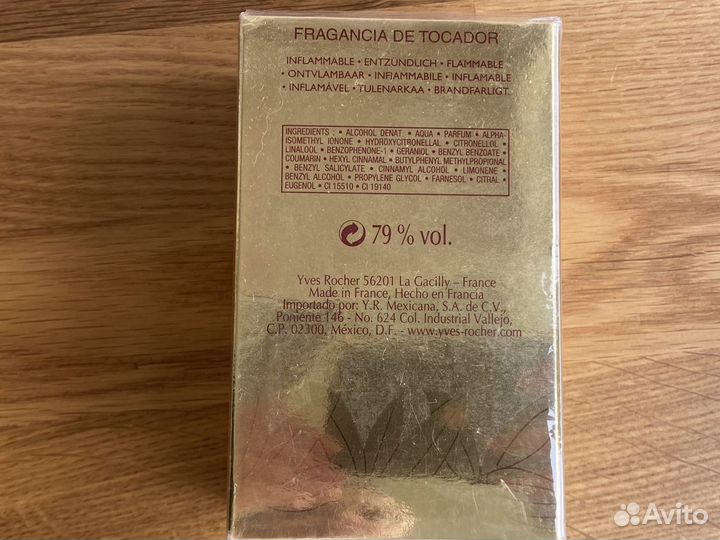 FRAGANCIA DE TOCADOR
INFLAMMABLE • ENTZÜNDLICH • FLAMMABLE
• ONTVLAMBAAR • INFIAMMABILE • INFLAMABLE
• INFLAMÁVEL • TULENARKAA • BRANDFARLIGT
INGREDIENTS : • ALCOHOL DENAT. • AQUA • PARFUM • ALPHA-
ISOMETHYL IONONE • HYDROXYCITRONELLAL • CITRONELLOL •
LINALOOL • BENZOPHENONE-1 • GERANIOL • BENZYL BENZOATE •
COUMARIN • HEXYL CINNAMAL • BUTYLPHENYL METHYLPROPIONAL
• BENZYL SALICYLATE • CINNAMYL ALCOHOL • LIMONENE •
BENZYL ALCOHOL • PROPYLENE GLYCOL • FARNESOL • CITRAL •
EUGENOL • CI 15510 • CI 19140
79 % vol.
Yves Rocher 56201 La Gacilly – France
Made in France, Hecho en Francia
Importado por: Y.R. Mexicana, S.A. de C.V.,
Poniente 146 - No. 624 Col. Industrial Vallejo,
C.P. 02300, México, D.F. - www.yves-rocher.com
Avito